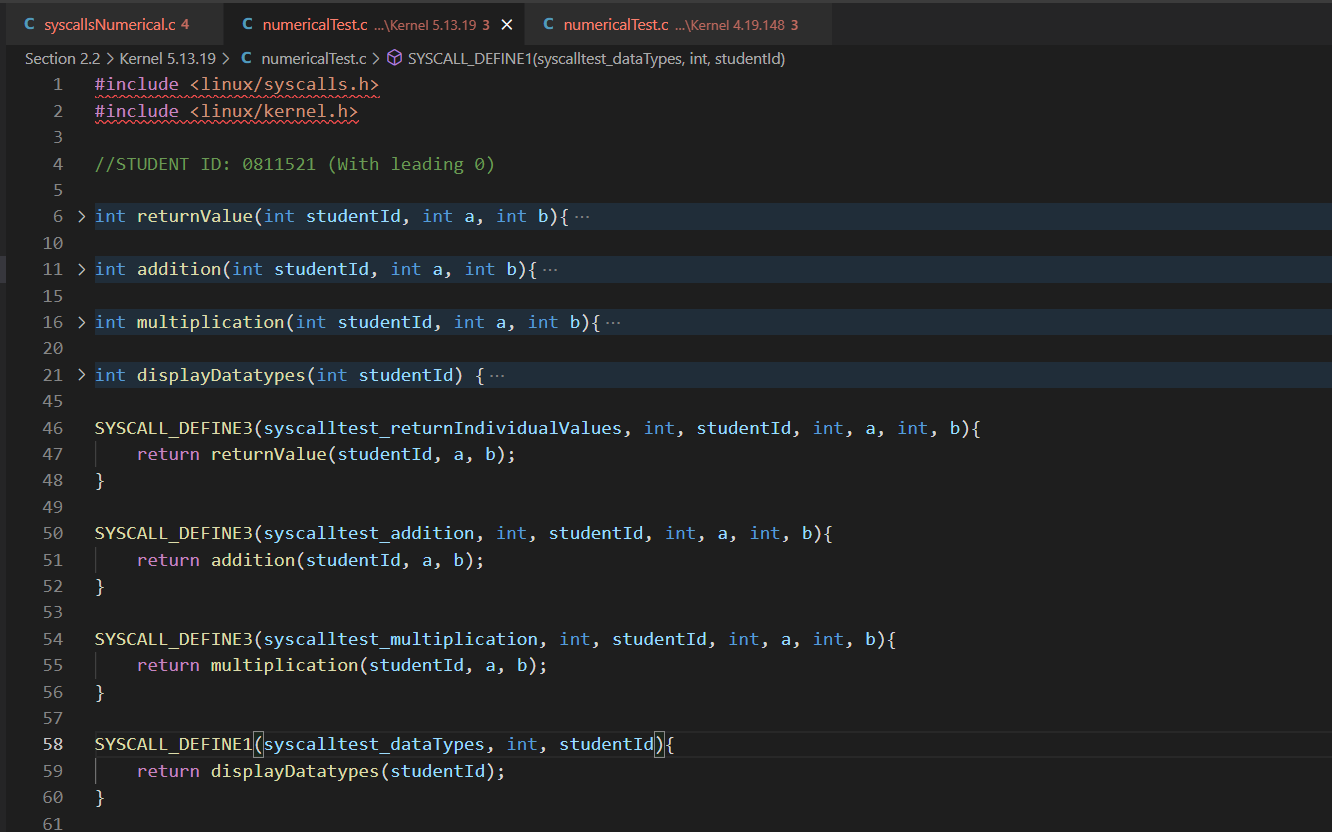 C syscallsNumerical.c 4 C numericalTest.c ...\Kernel 5.13.19 3 × C numericalTest.c ...\Kernel 4.19.148 3
Section 2.2 > Kernel 5.13.19 > C numericalTest.c > SYSCALL_DEFINE1(syscalltest_dataTypes, int, studentId)
1 #include <linux/syscalls.h>
2 #include <linux/kernel.h>
3
4 //STUDENT ID: 0811521 (With leading 0)
5
6 > int returnValue(int studentId, int a, int b){ ...
10
11 > int addition(int studentId, int a, int b){ ...
15
16 > int multiplication(int studentId, int a, int b){ ...
20
21 > int displayDatatypes(int studentId) { ...
45
46 SYSCALL_DEFINE3(syscalltest_returnIndividualValues, int, studentId, int, a, int, b){
47 return returnValue(studentId, a, b);
48 }
49
50 SYSCALL_DEFINE3(syscalltest_addition, int, studentId, int, a, int, b){
51 return addition(studentId, a, b);
52 }
53
54 SYSCALL_DEFINE3(syscalltest_multiplication, int, studentId, int, a, int, b){
55 return multiplication(studentId, a, b);
56 }
57
58 SYSCALL_DEFINE1(syscalltest_dataTypes, int, studentId){
59 return displayDatatypes(studentId);
60 }
61